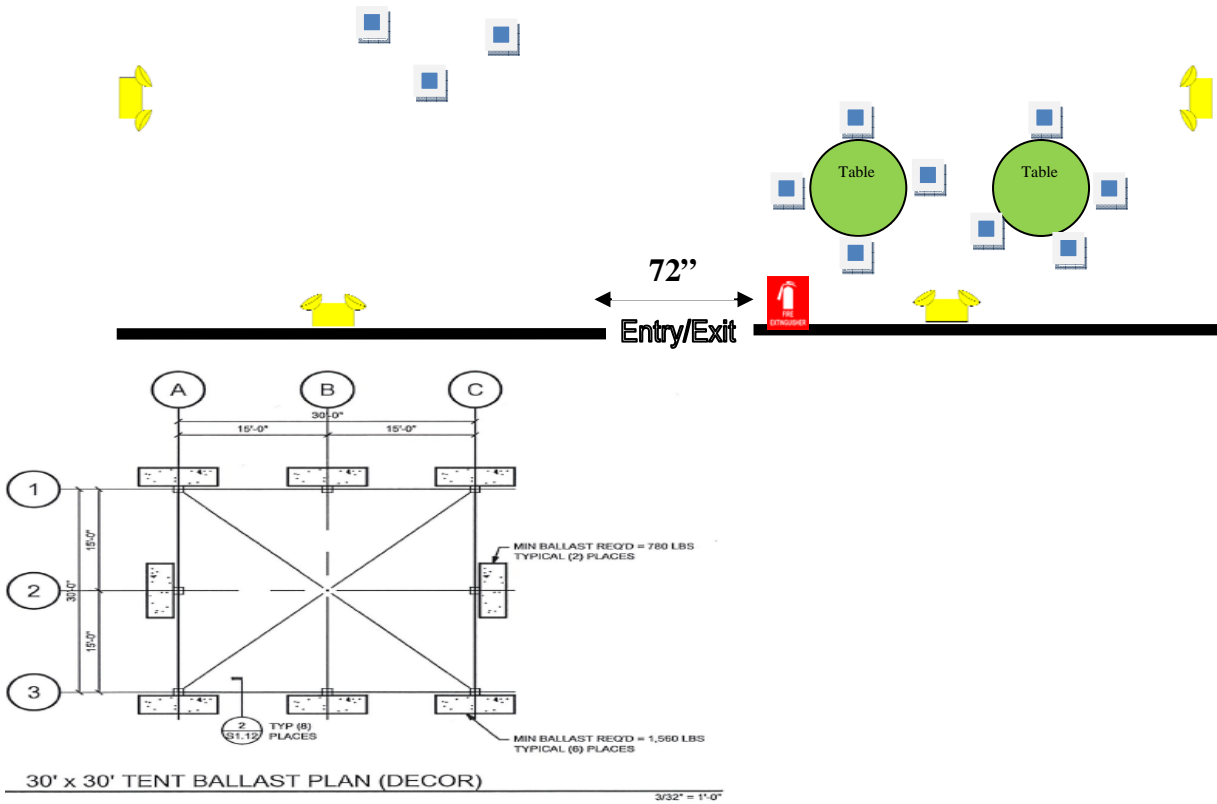 Table
Table
72”
FIRE
EXTINGUISHER
Entry/Exit
A
B
C
30'-0"
15'-0"
15'-0"
1
15'-0"
MIN BALLAST REQ'D = 780 LBS
TYPICAL (2) PLACES
2
30'-0"
15'-0"
3
2
S1.12
TYP (8)
PLACES
MIN BALLAST REQ'D = 1,560 LBS
TYPICAL (6) PLACES
30' x 30' TENT BALLAST PLAN (DECOR)
3/32" = 1'-0"